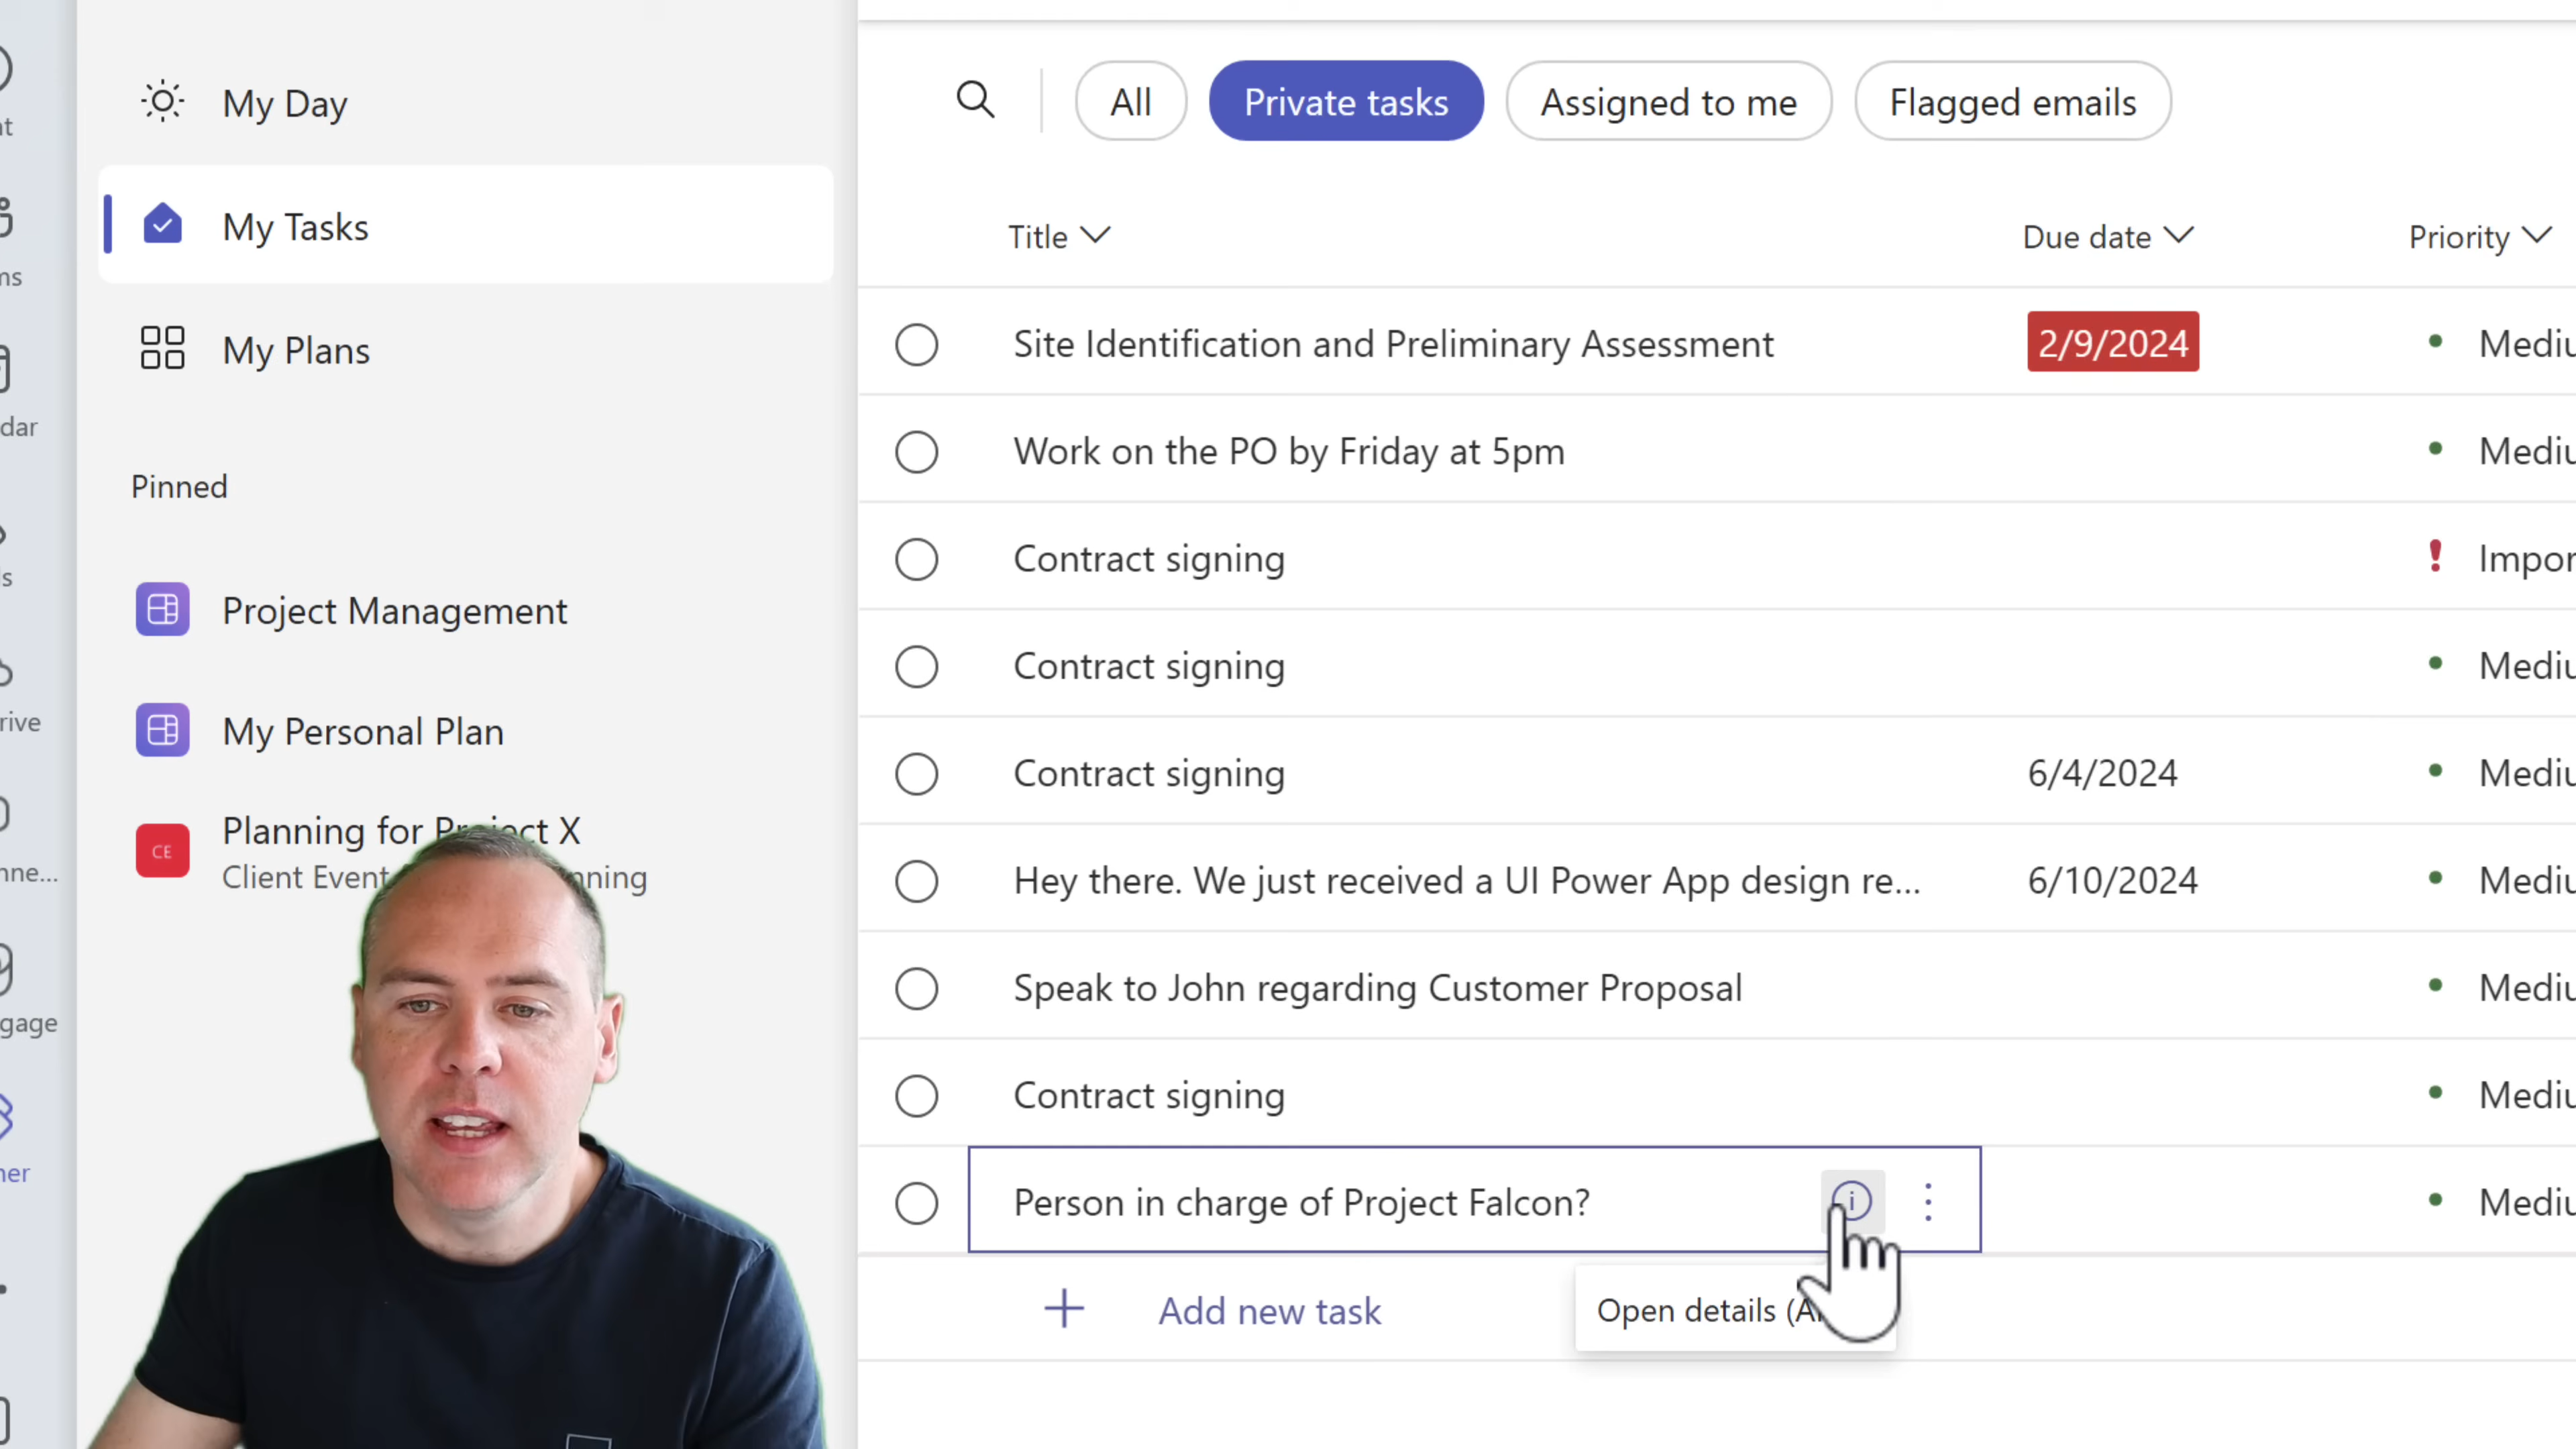 My Day
My Tasks
My Plans
Pinned
Project Management
My Personal Plan
CE Planning for Project X
Client Event
All
Private tasks
Assigned to me
Flagged emails
Title
Due date
Priority
Site Identification and Preliminary Assessment 2/9/2024 Mediu
Work on the PO by Friday at 5pm Mediu
Contract signing Impor
Contract signing Mediu
Contract signing 6/4/2024 Mediu
Hey there. We just received a UI Power App design re... 6/10/2024 Mediu
Speak to John regarding Customer Proposal Mediu
Contract signing Mediu
Person in charge of Project Falcon? Mediu
Add new task
Open details